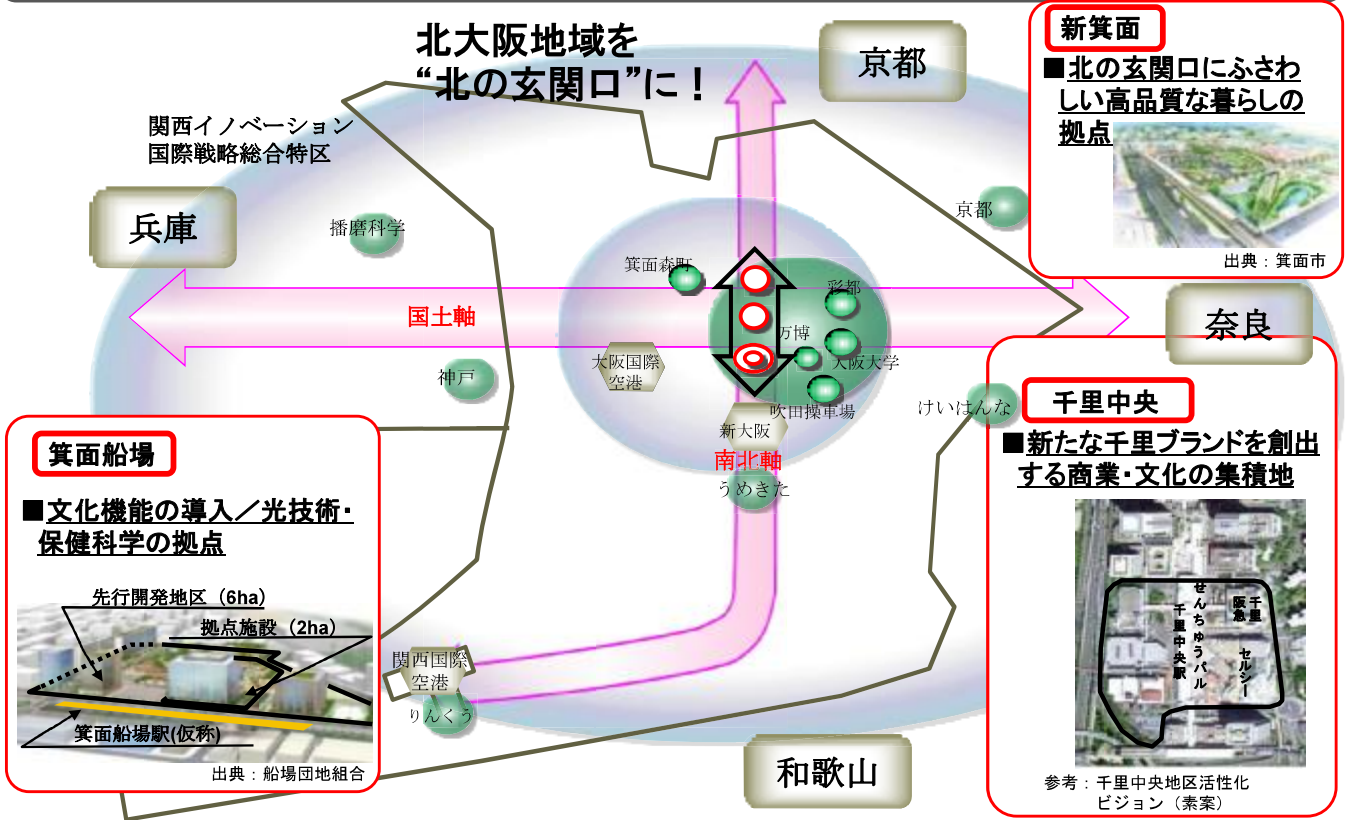 北大阪地域を
“北の玄関口”に！
関西イノベーション
国際戦略総合特区
京都
兵庫
奈良
和歌山
播磨科学
京都
箕面森町
彩都
万博
大阪大学
吹田操車場
国土軸
大阪国際
空港
神戸
けいはんな
新大阪
南北軸
うめきた
関西国際
空港
りんくう
新箕面
■北の玄関口にふさわ
しい高品質な暮らしの
拠点
出典：箕面市
箕面船場
■文化機能の導入／光技術・
保健科学の拠点
先行開発地区（6ha）
拠点施設（2ha）
箕面船場駅(仮称)
出典：船場団地組合
千里中央
■新たな千里ブランドを創出
する商業・文化の集積地
千里
阪急
せんちゅうパル
千里中央駅
セルシー
参考：千里中央地区活性化
ビジョン（素案）